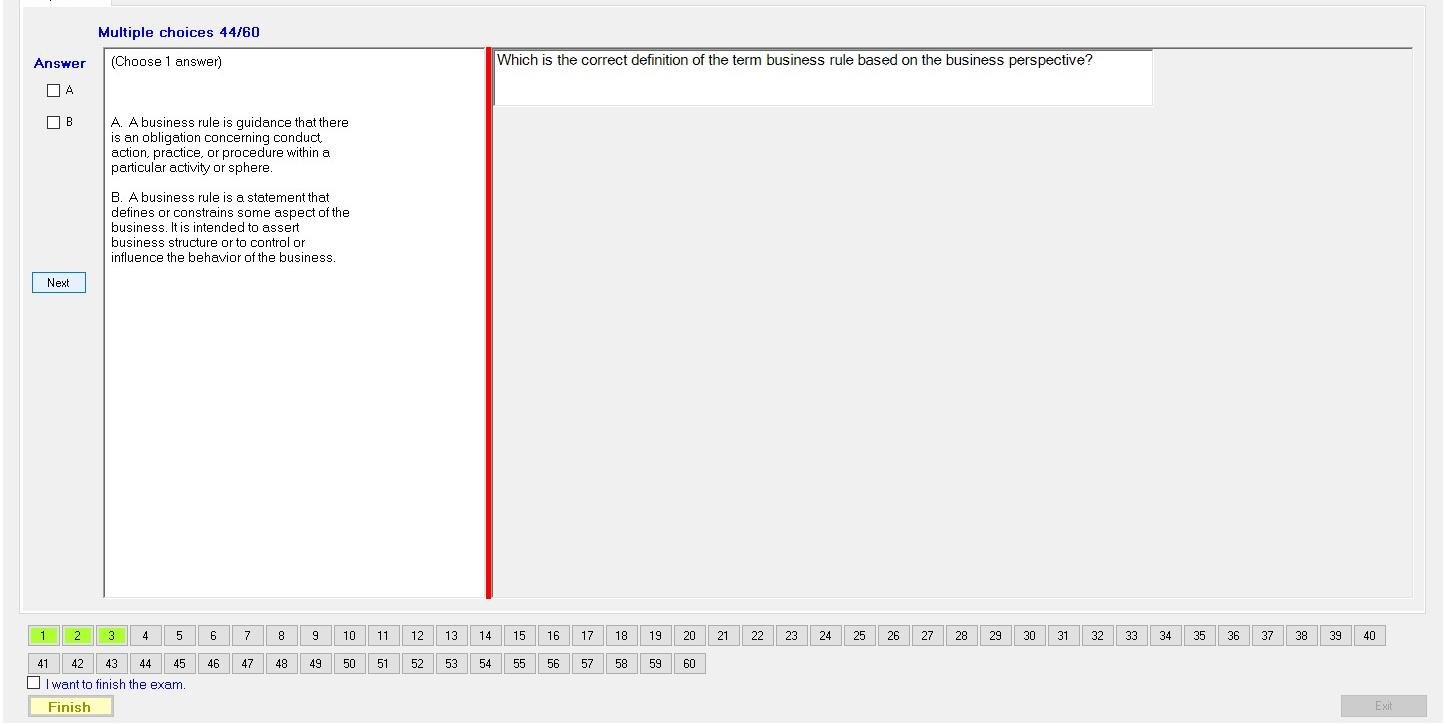 Multiple choices 44/60
Answer
A
B
Next
(Choose 1 answer)
A. A business rule is guidance that there
is an obligation concerning conduct,
action, practice, or procedure within a
particular activity or sphere.
B. A business rule is a statement that
defines or constrains some aspect of the
business. It is intended to assert
business structure or to control or
influence the behavior of the business.
Which is the correct definition of the term business rule based on the business perspective?
1 2 3 4 5 6 7 8 9 10 11 12 13 14 15 16 17 18 19 20 21 22 23 24 25 26 27 28 29 30 31 32 33 34 35 36 37 38 39 40
41 42 43 44 45 46 47 48 49 50 51 52 53 54 55 56 57 58 59 60
I want to finish the exam.
Finish
Exit